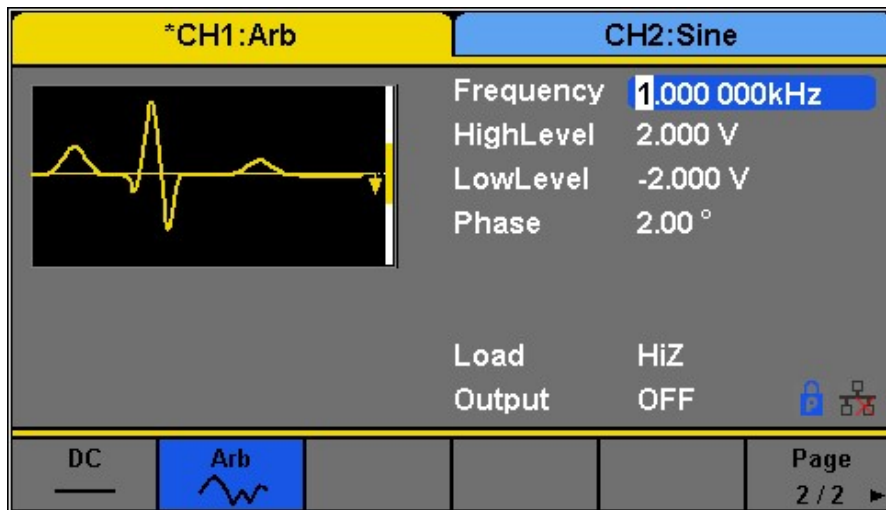 *CH1:Arb CH2:Sine
Frequency 1.000 000kHz
HighLevel 2.000 V
LowLevel -2.000 V
Phase 2.00 °
Load HiZ
Output OFF
P
DC Arb Page
2 / 2